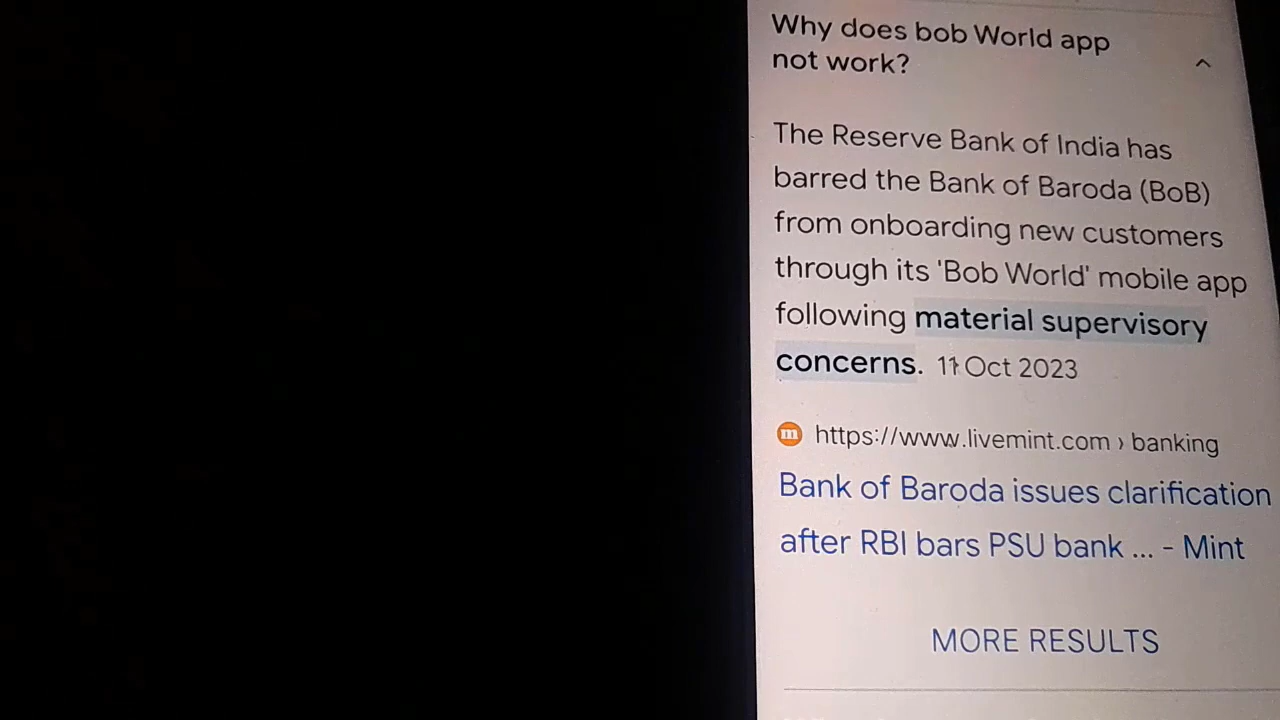 Why does bob World app
not work?
The Reserve Bank of India has
barred the Bank of Baroda (BoB)
from onboarding new customers
through its 'Bob World' mobile app
following material supervisory
concerns. 11 Oct 2023
https://www.livemint.com › banking
Bank of Baroda issues clarification
after RBI bars PSU bank ... - Mint
MORE RESULTS